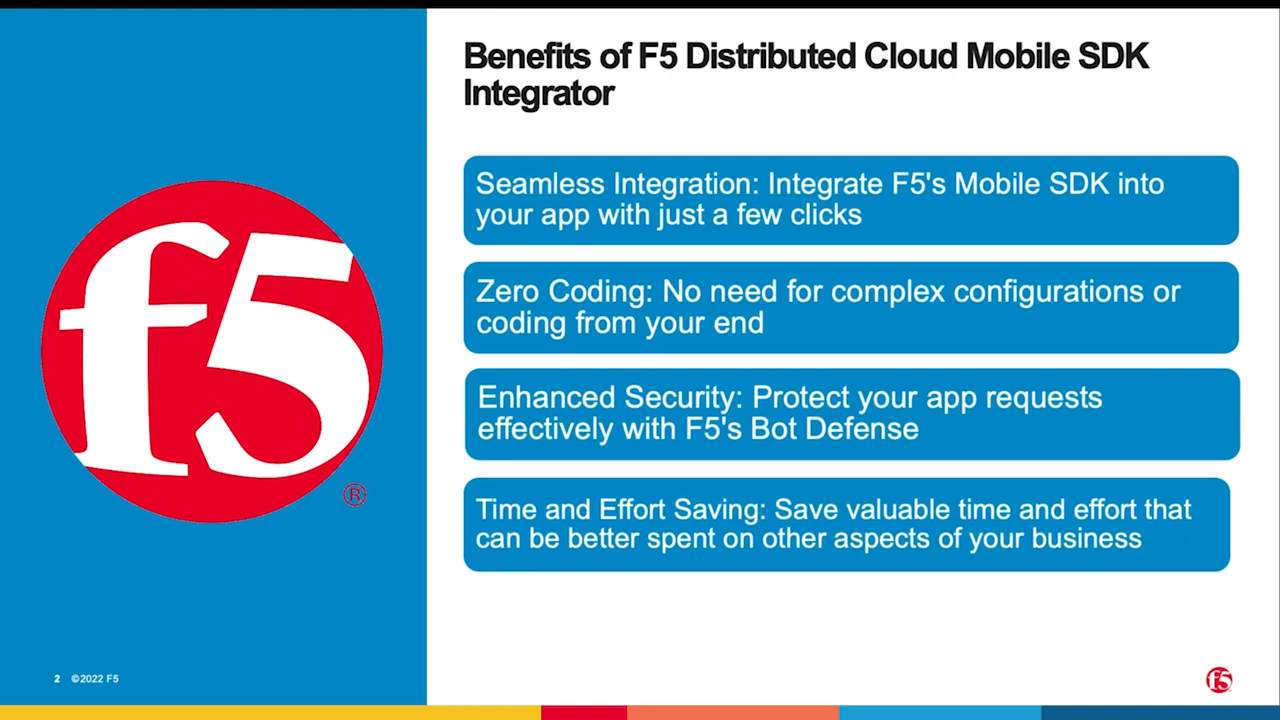 Benefits of F5 Distributed Cloud Mobile SDK
Integrator
Seamless Integration: Integrate F5's Mobile SDK into
your app with just a few clicks
Zero Coding: No need for complex configurations or
coding from your end
Enhanced Security: Protect your app requests
effectively with F5's Bot Defense
Time and Effort Saving: Save valuable time and effort that
can be better spent on other aspects of your business
f5
®
2 ©2022 F5
f5